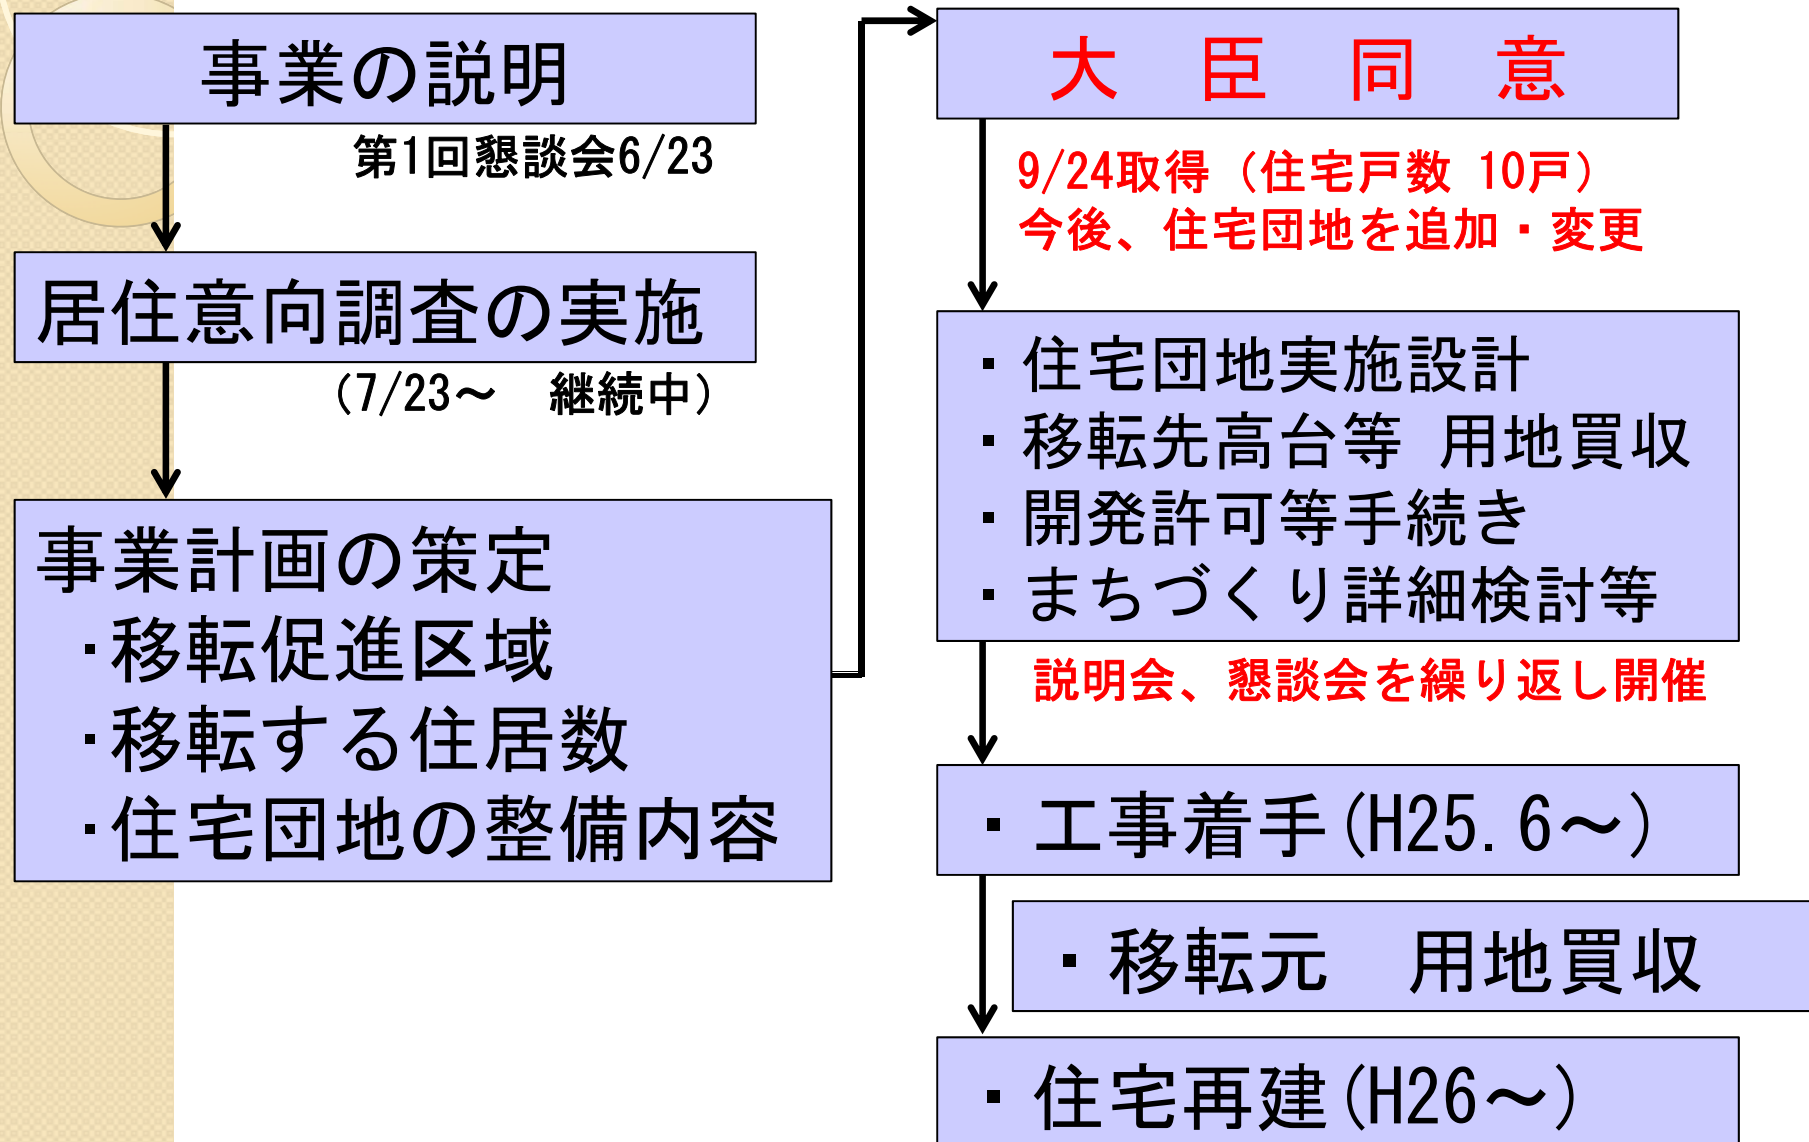 事業の説明
第1回懇談会6/23
居住意向調査の実施
(7/23～　継続中)
事業計画の策定
・移転促進区域
・移転する住居数
・住宅団地の整備内容
大　臣　同　意
9/24取得（住宅戸数 10戸）
今後、住宅団地を追加・変更
・住宅団地実施設計
・移転先高台等 用地買収
・開発許可等手続き
・まちづくり詳細検討等
説明会、懇談会を繰り返し開催
・工事着手(H25.6～)
・移転元　用地買収
・住宅再建(H26～)